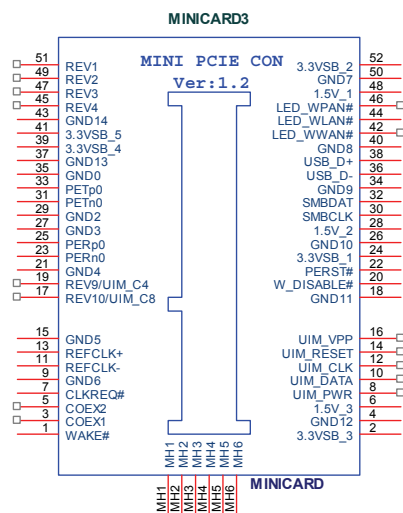 MINICARD3
MINI PCIE CON
Ver:1.2
51 REV1 3.3VSB_2 52
49 REV2 GND7 50
47 REV3 1.5V_1 48
45 REV4 LED_WPAN# 46
43 GND14 LED_WLAN# 44
41 3.3VSB_5 LED_WWAN# 42
39 3.3VSB_4 GND8 40
37 GND13 USB_D+ 38
35 GND0 USB_D- 36
33 PETp0 GND9 34
31 PETn0 SMBDAT 32
29 GND2 SMBCLK 30
27 GND3 1.5V_2 28
25 PERp0 GND10 26
23 PERn0 3.3VSB_1 24
21 GND4 PERST# 22
19 REV9/UIM_C4 W_DISABLE# 20
17 REV10/UIM_C8 GND11 18
15 GND5 UIM_VPP 16
13 REFCLK+ UIM_RESET 14
11 REFCLK- UIM_CLK 12
9 GND6 UIM_DATA 10
7 CLKREQ# UIM_PWR 8
5 COEX2 1.5V_3 6
3 COEX1 GND12 4
1 WAKE# 3.3VSB_3 2
MH1 MH2 MH3 MH4 MH5 MH6
MINICARD
MH1 MH2 MH3 MH4 MH5 MH6